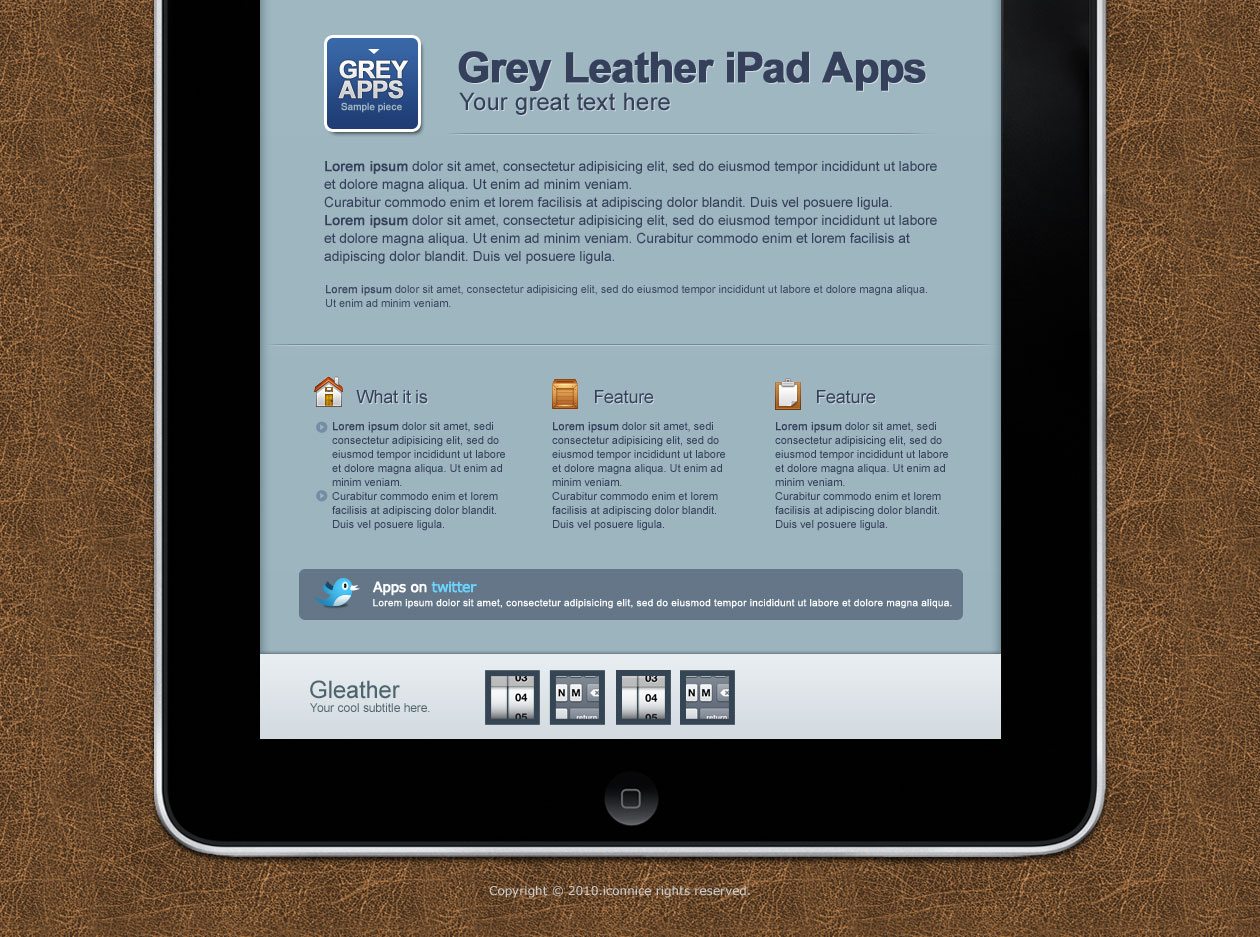 GREY
APPS
Sample piece
Grey Leather iPad Apps
Your great text here
Lorem ipsum dolor sit amet, consectetur adipisicing elit, sed do eiusmod tempor incididunt ut labore
et dolore magna aliqua. Ut enim ad minim veniam.
Curabitur commodo enim et lorem facilisis at adipiscing dolor blandit. Duis vel posuere ligula.
Lorem ipsum dolor sit amet, consectetur adipisicing elit, sed do eiusmod tempor incididunt ut labore
et dolore magna aliqua. Ut enim ad minim veniam. Curabitur commodo enim et lorem facilisis at
adipiscing dolor blandit. Duis vel posuere ligula.
Lorem ipsum dolor sit amet, consectetur adipisicing elit, sed do eiusmod tempor incididunt ut labore et dolore magna aliqua.
Ut enim ad minim veniam.
What it is
Lorem ipsum dolor sit amet, sedi
consectetur adipisicing elit, sed do
eiusmod tempor incididunt ut labore
et dolore magna aliqua. Ut enim ad
minim veniam.
Curabitur commodo enim et lorem
facilisis at adipiscing dolor blandit.
Duis vel posuere ligula.
Feature
Lorem ipsum dolor sit amet, sedi
consectetur adipisicing elit, sed do
eiusmod tempor incididunt ut labore
et dolore magna aliqua. Ut enim ad
minim veniam.
Curabitur commodo enim et lorem
facilisis at adipiscing dolor blandit.
Duis vel posuere ligula.
Feature
Lorem ipsum dolor sit amet, sedi
consectetur adipisicing elit, sed do
eiusmod tempor incididunt ut labore
et dolore magna aliqua. Ut enim ad
minim veniam.
Curabitur commodo enim et lorem
facilisis at adipiscing dolor blandit.
Duis vel posuere ligula.
Apps on twitter
Lorem ipsum dolor sit amet, consectetur adipisicing elit, sed do eiusmod tempor incididunt ut labore et dolore magna aliqua.
Gleather
Your cool subtitle here.
03
04
05
N M
return
03
04
05
N M
return
Copyright © 2010.iconnice rights reserved.